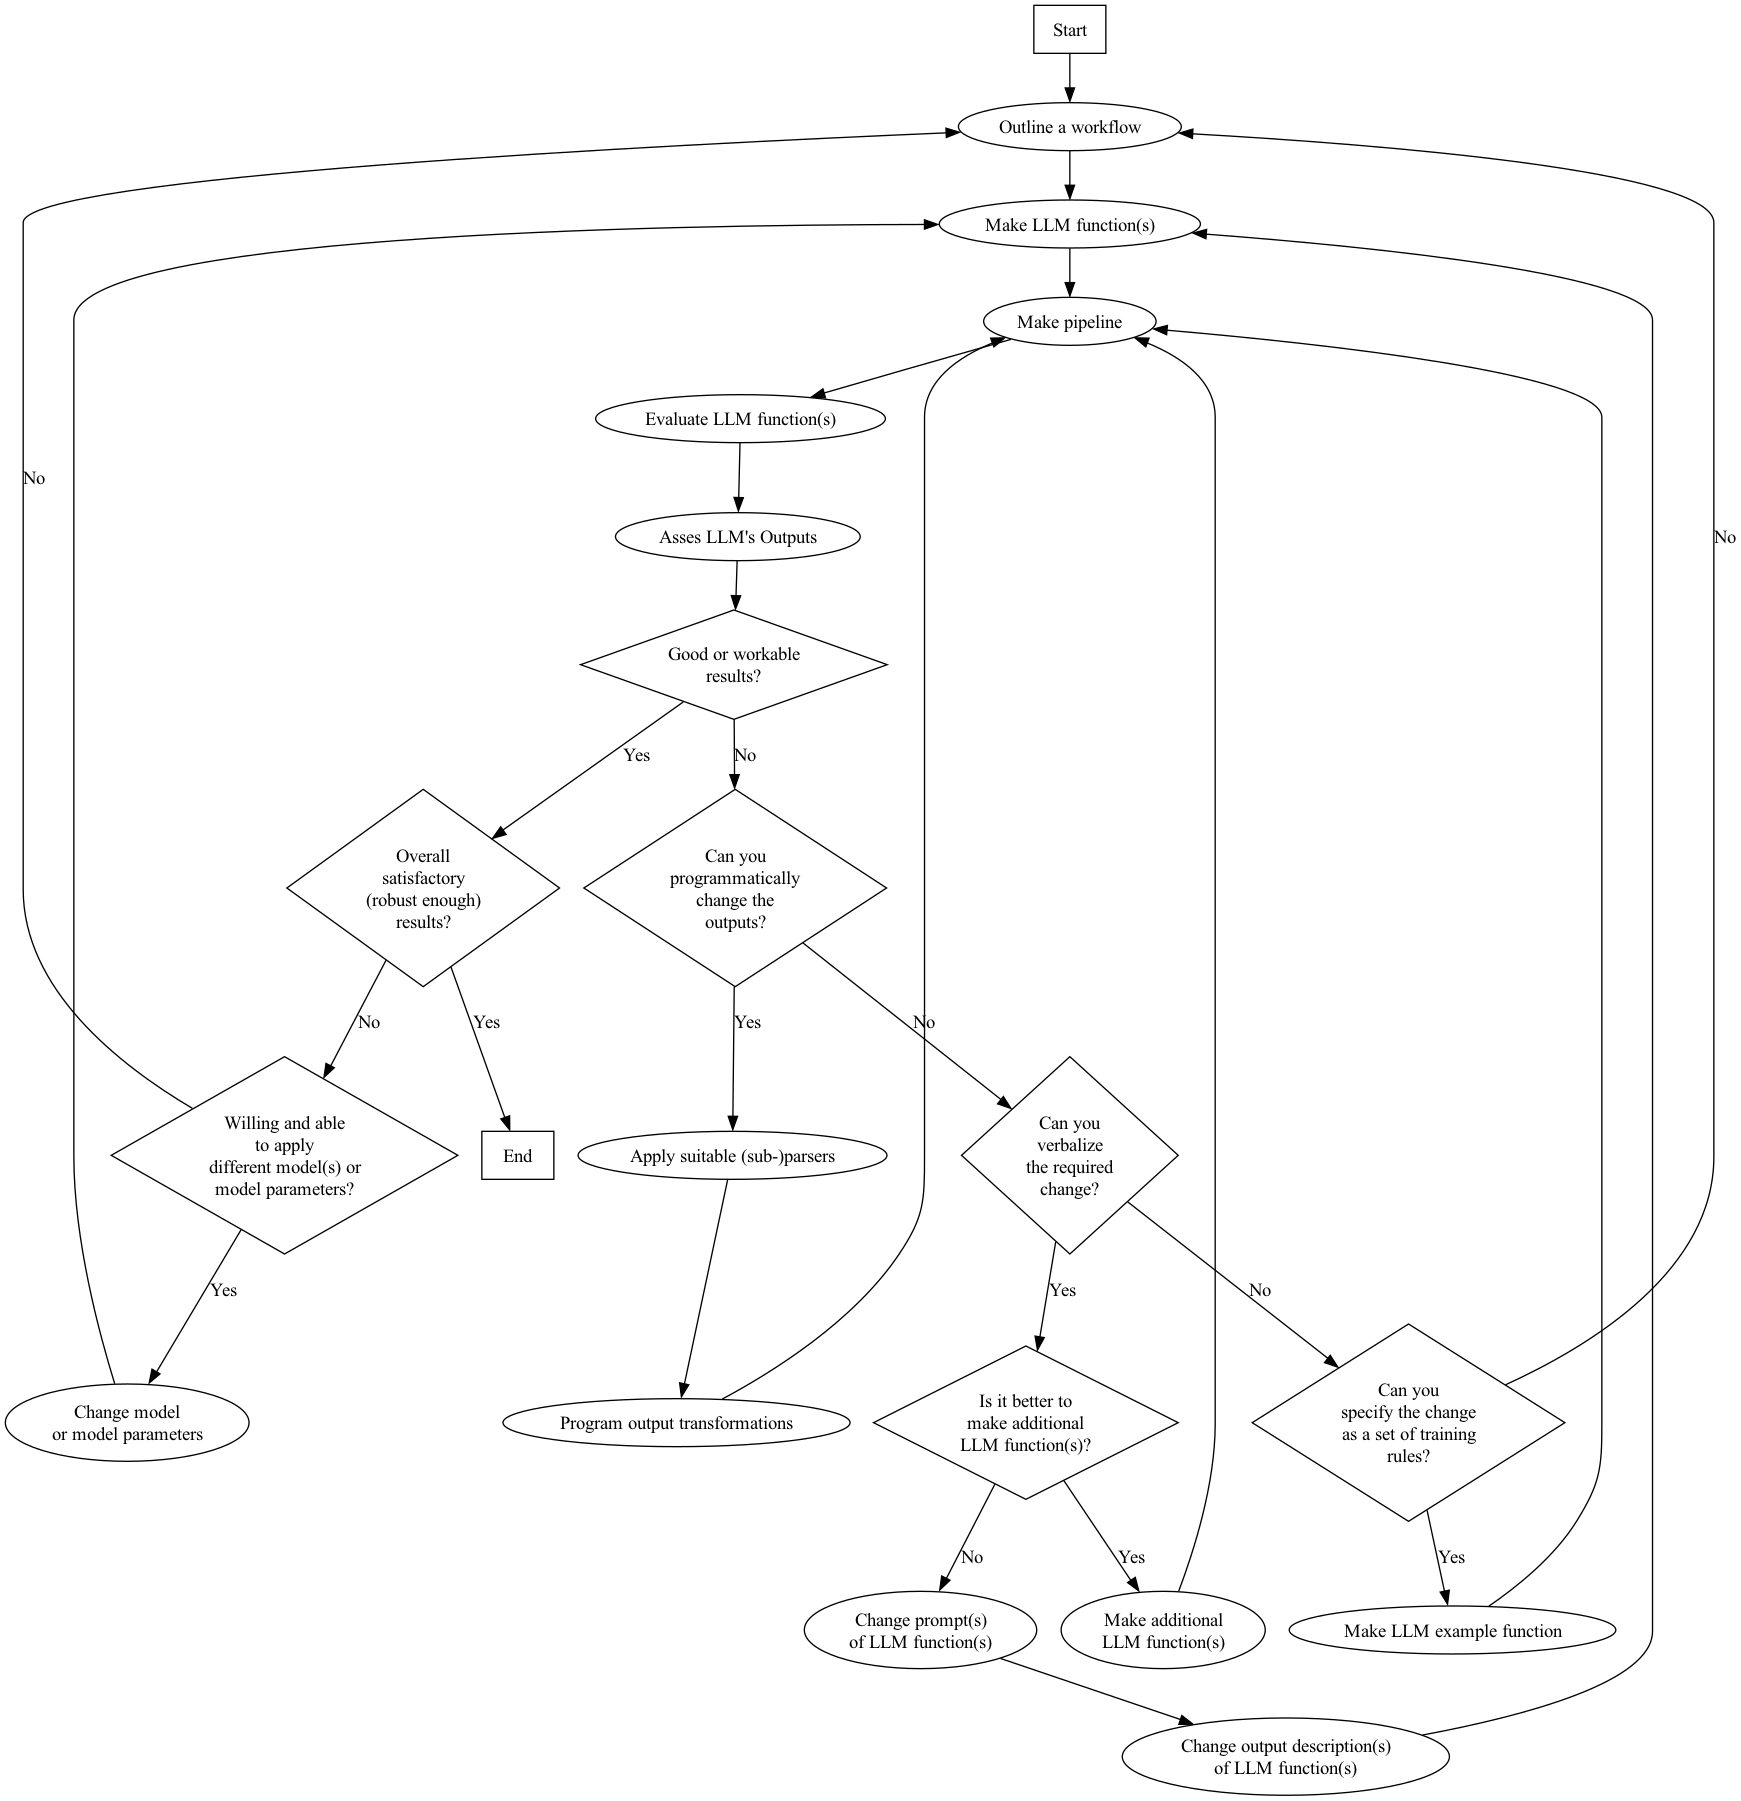 Start
Outline a workflow
Make LLM function(s)
Make pipeline
Evaluate LLM function(s)
No
Asses LLM's Outputs
No
Good or workable
results?
Yes
No
Overall
satisfactory
(robust enough)
results?
Can you
programmatically
change the
outputs?
No
Yes
Yes
No
Willing and able
to apply
different model(s) or
model parameters?
End
Apply suitable (sub-)parsers
Can you
verbalize
the required
change?
Yes
Yes
No
Change model
or model parameters
Program output transformations
Is it better to
make additional
LLM function(s)?
Can you
specify the change
as a set of training
rules?
No
Yes
Yes
Change prompt(s)
of LLM function(s)
Make additional
LLM function(s)
Make LLM example function
Change output description(s)
of LLM function(s)